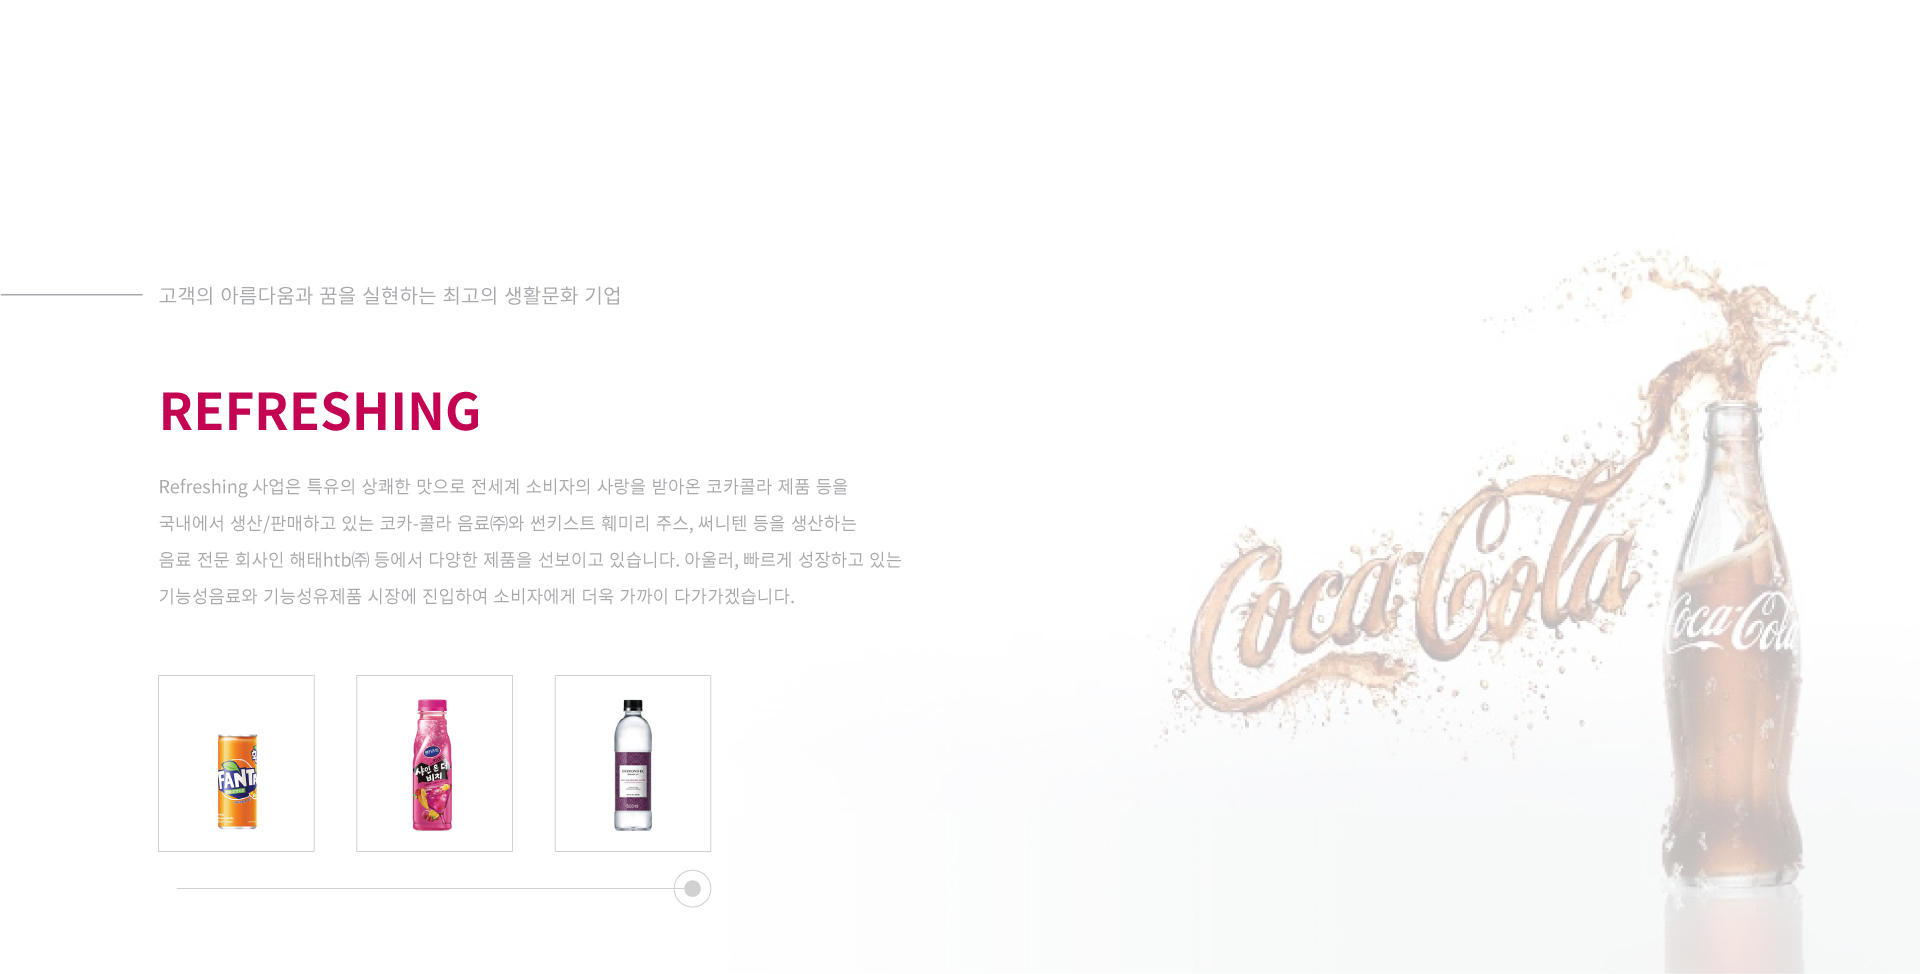 고객의 아름다움과 꿈을 실현하는 최고의 생활문화 기업
REFRESHING
Refreshing 사업은 특유의 상쾌한 맛으로 전세계 소비자의 사랑을 받아온 코카콜라 제품 등을
국내에서 생산/판매하고 있는 코카-콜라 음료㈜와 썬키스트 훼미리 주스, 써니텐 등을 생산하는
음료 전문 회사인 해태htb㈜ 등에서 다양한 제품을 선보이고 있습니다. 아울러, 빠르게 성장하고 있는
기능성음료와 기능성유제품 시장에 진입하여 소비자에게 더욱 가까이 다가가겠습니다.
Coca-Cola
Coca-Cola
FANTA
샤인 온 더
비치